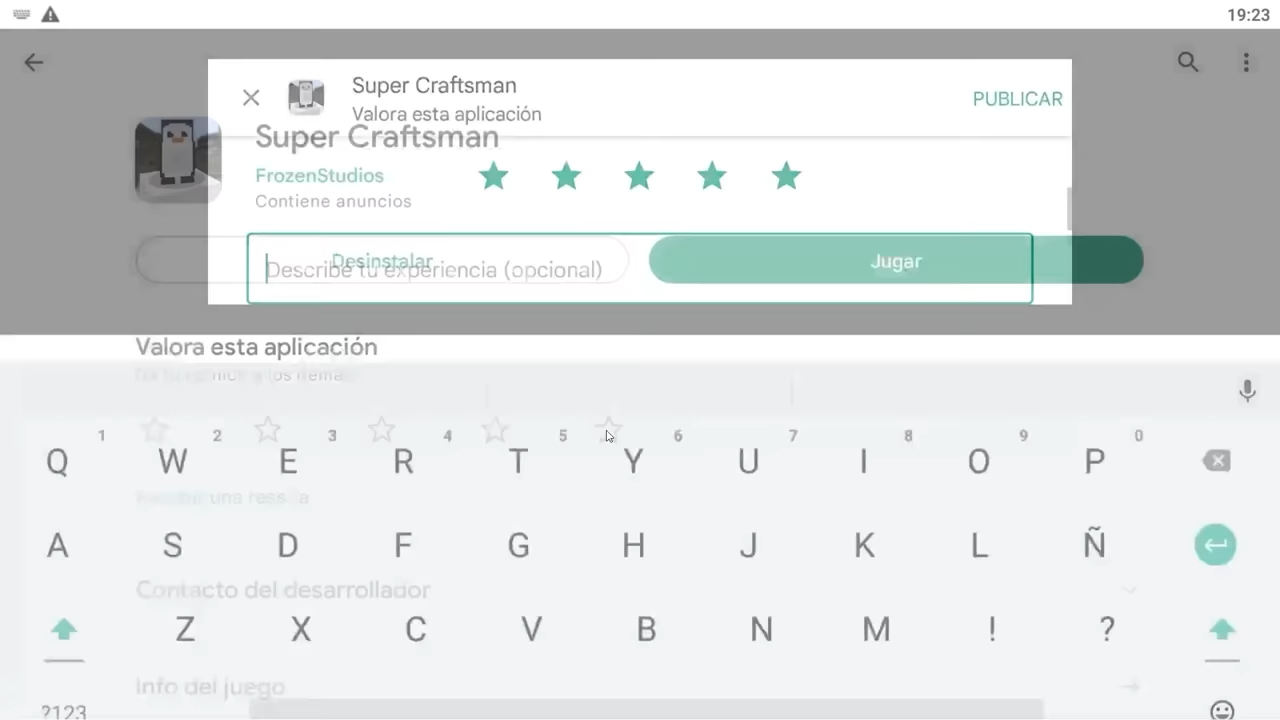 19:23
Super Craftsman
Valora esta aplicación
PUBLICAR
Super Craftsman
FrozenStudios
Contiene anuncios
Desinstalar
Jugar
Describe tu experiencia (opcional)
Valora esta aplicación
1 2 3 4 5 6 7 8 9 0
Q W E R T Y U I O P
una
A S D F G H J K L Ñ
Contacto del desarrollador
Z X C V B N M ! ?
Info del juego
?123